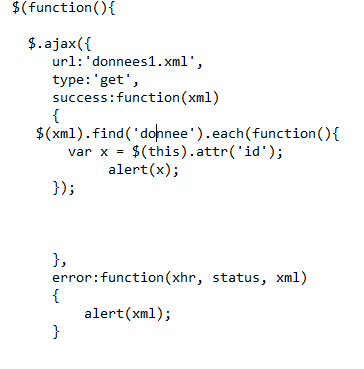 $(function(){
$.ajax({
url:'donnees1.xml',
type:'get',
success:function(xml)
{
$(xml).find('donnee').each(function(){
var x = $(this).attr('id');
alert(x);
});
},
error:function(xhr, status, xml)
{
alert(xml);
}